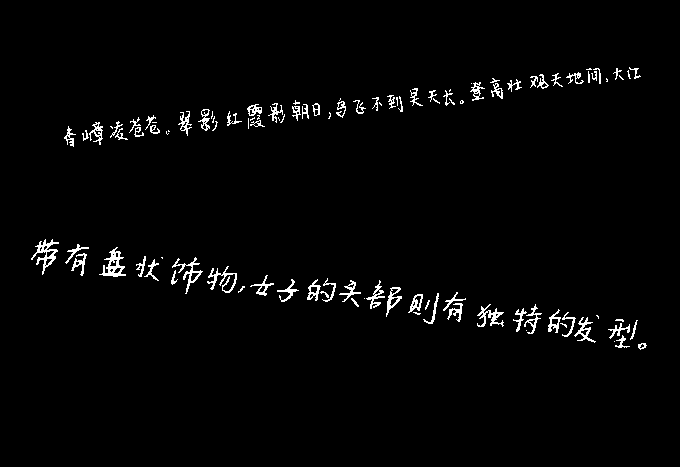 青嶂凌苍苍。翠影红霞影朝日，鸟飞不到吴天长。登高壮观天地间，大江
带有盘状饰物，女子的头部则有独特的发型。